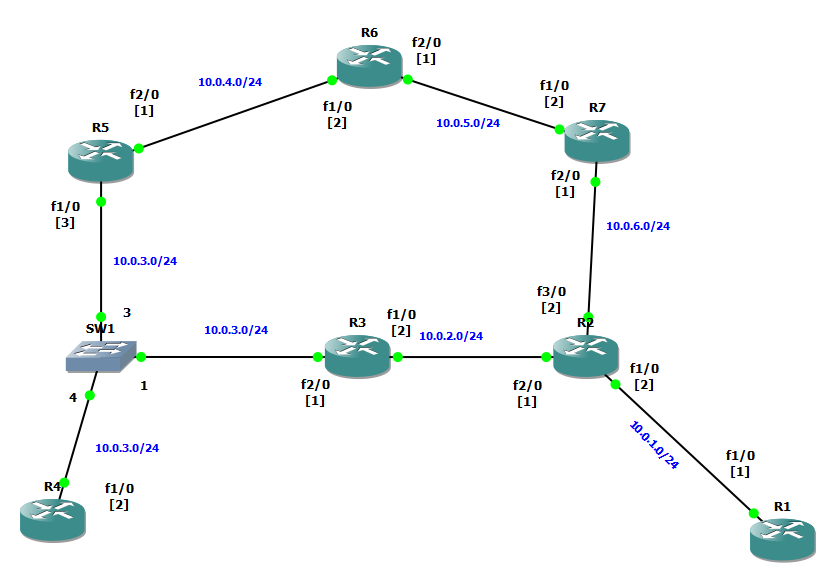 R6
f2/0
[1]
10.0.4.0/24
f1/0
[2]
f2/0
[1]
R5
10.0.5.0/24
f1/0
[2]
R7
f2/0
[1]
f1/0
[3]
10.0.6.0/24
10.0.3.0/24
f3/0
[2]
3
SW1
10.0.3.0/24
R3
f1/0
[2]
10.0.2.0/24
R2
1
f2/0
[1]
f2/0
[1]
f1/0
[2]
4
10.0.3.0/24
10.0.1.0/24
f1/0
[1]
R4
f1/0
[2]
R1